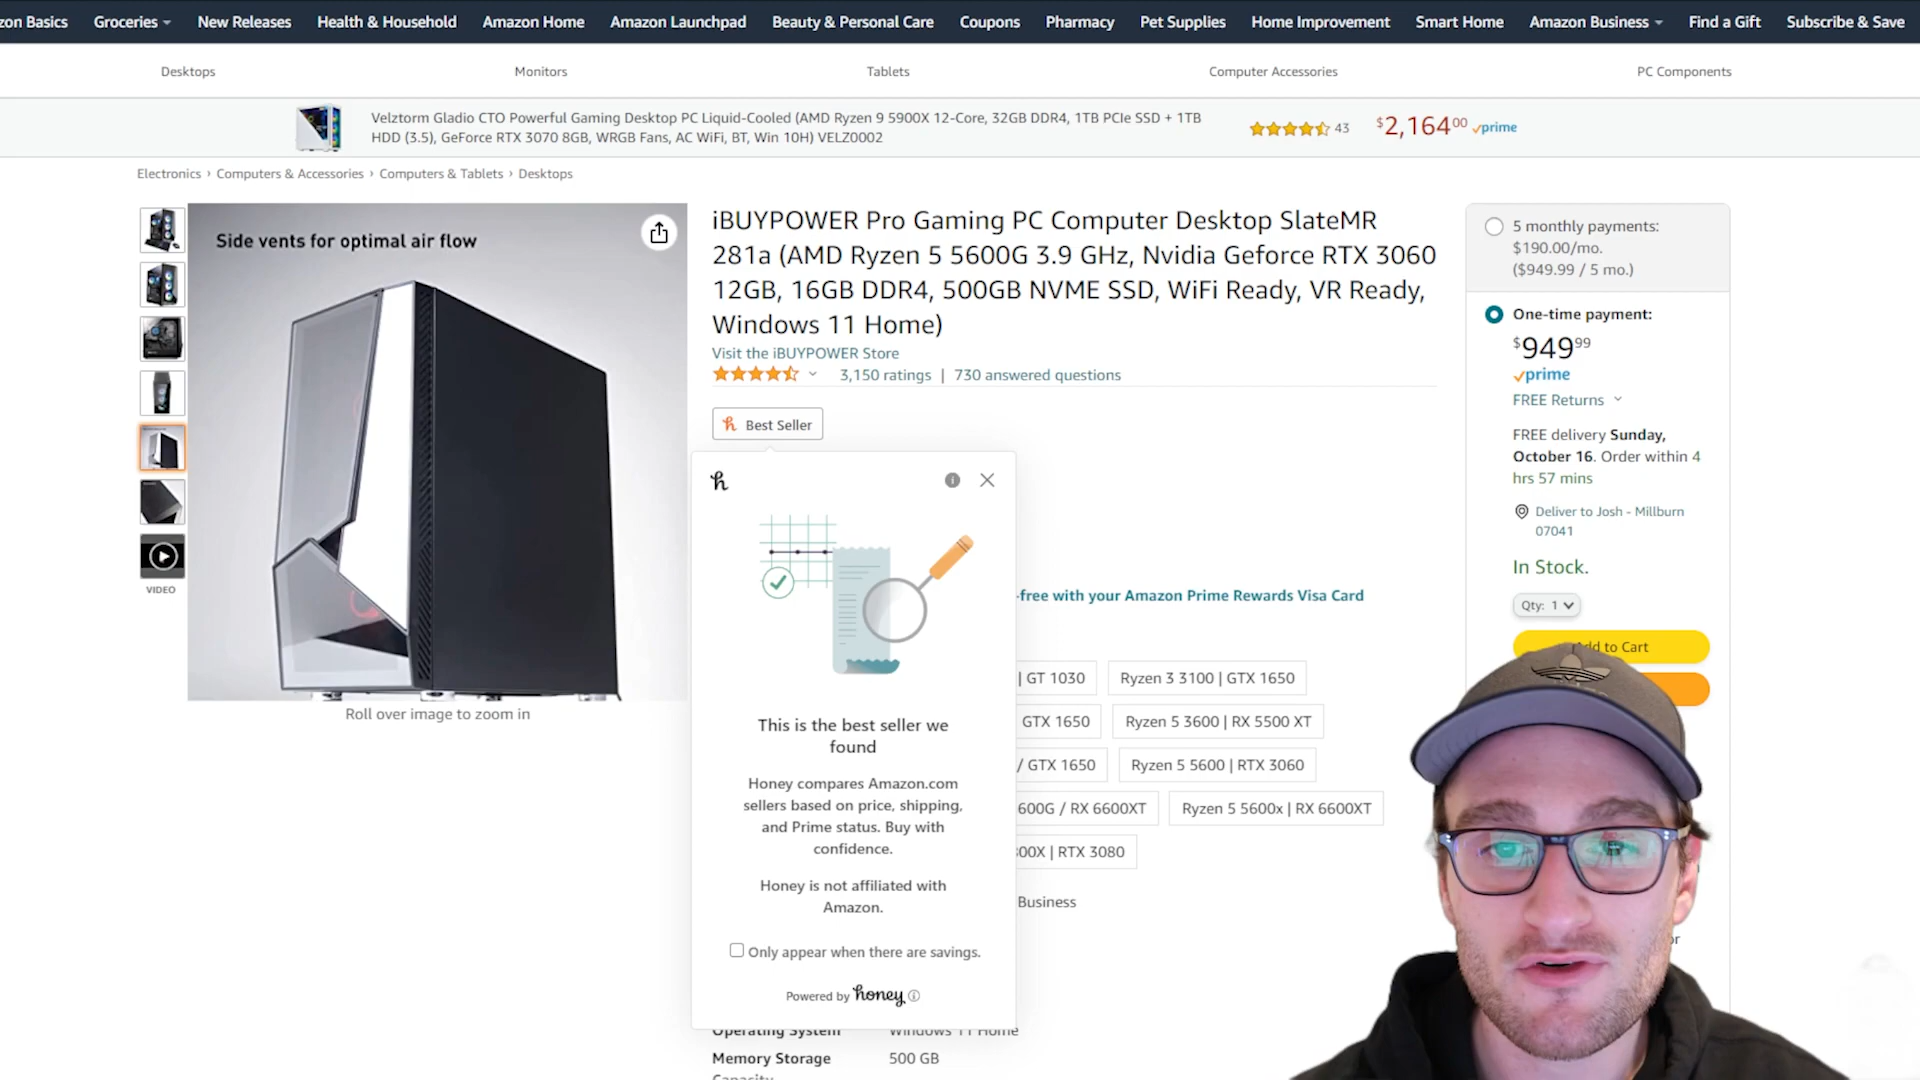 zon Basics
Groceries
New Releases
Health & Household
Amazon Home
Amazon Launchpad
Beauty & Personal Care
Coupons
Pharmacy
Pet Supplies
Home Improvement
Smart Home
Amazon Business
Find a Gift
Subscribe & Save
Desktops
Monitors
Tablets
Computer Accessories
PC Components
Velztorm Gladio CTO Powerful Gaming Desktop PC Liquid-Cooled (AMD Ryzen 9 5900X 12-Core, 32GB DDR4, 1TB PCIe SSD + 1TB
HDD (3.5), GeForce RTX 3070 8GB, WRGB Fans, AC WiFi, BT, Win 10H) VELZ0002
43
$2,16400 prime
Electronics › Computers & Accessories › Computers & Tablets › Desktops
Side vents for optimal air flow
VIDEO
Roll over image to zoom in
iBUYPOWER Pro Gaming PC Computer Desktop SlateMR
281a (AMD Ryzen 5 5600G 3.9 GHz, Nvidia Geforce RTX 3060
12GB, 16GB DDR4, 500GB NVME SSD, WiFi Ready, VR Ready,
Windows 11 Home)
Visit the iBUYPOWER Store
3,150 ratings | 730 answered questions
h Best Seller
h
This is the best seller we
found
Honey compares Amazon.com
sellers based on price, shipping,
and Prime status. Buy with
confidence.
Honey is not affiliated with
Amazon.
Only appear when there are savings.
Powered by honey
-free with your Amazon Prime Rewards Visa Card
| GT 1030
Ryzen 3 3100 | GTX 1650
GTX 1650
Ryzen 5 3600 | RX 5500 XT
/ GTX 1650
Ryzen 5 5600 | RTX 3060
600G / RX 6600XT
Ryzen 5 5600x | RX 6600XT
00X | RTX 3080
Business
Operating System Windows 11 Home
Memory Storage 500 GB
Capacity
5 monthly payments:
$190.00/mo.
($949.99 / 5 mo.)
One-time payment:
$94999
prime
FREE Returns
FREE delivery Sunday,
October 16. Order within 4
hrs 57 mins
Deliver to Josh - Millburn
07041
In Stock.
Qty: 1
dd to Cart
or